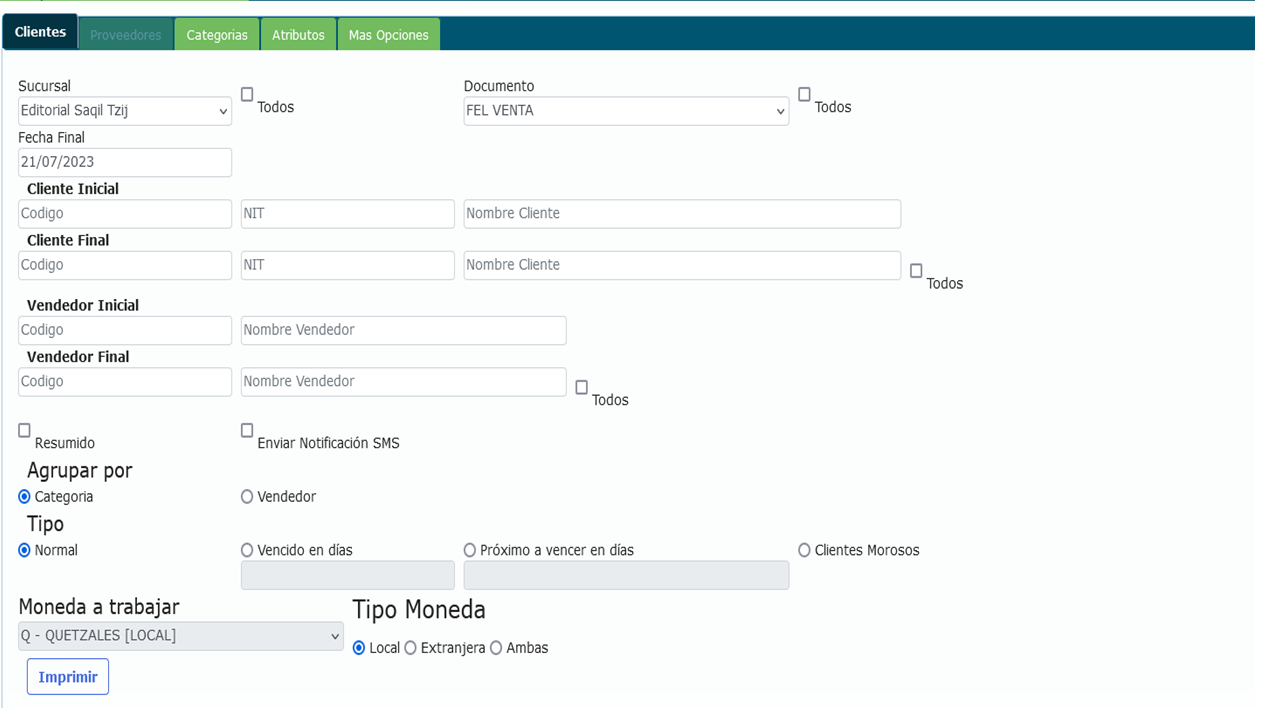 Clientes Proveedores Categorias Atributos Mas Opciones
Sucursal Documento
Editorial Saqil Tzij Todos FEL VENTA Todos
Fecha Final
21/07/2023
Cliente Inicial
Codigo NIT Nombre Cliente
Cliente Final
Codigo NIT Nombre Cliente Todos
Vendedor Inicial
Codigo Nombre Vendedor
Vendedor Final
Codigo Nombre Vendedor Todos
Resumido Enviar Notificación SMS
Agrupar por
Categoria Vendedor
Tipo
Normal Vencido en días Próximo a vencer en días Clientes Morosos
Moneda a trabajar Tipo Moneda
Q - QUETZALES [LOCAL] Local Extranjera Ambas
Imprimir